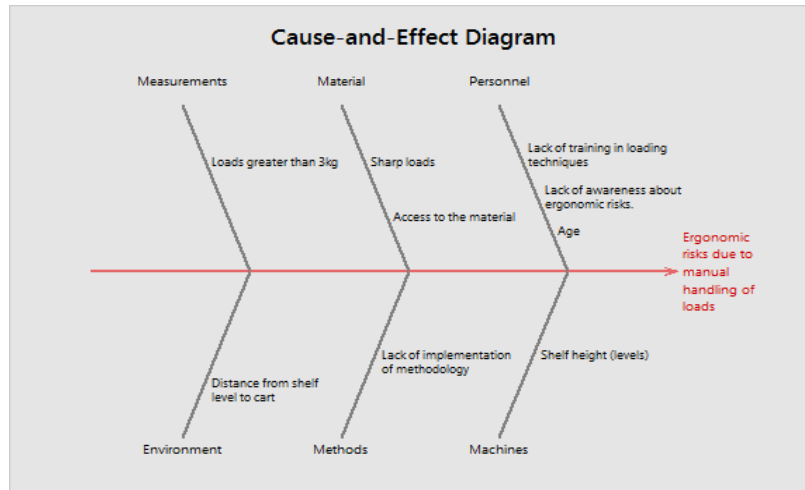 Cause-and-Effect Diagram
Measurements
Material
Personnel
Loads greater than 3kg
Sharp loads
Access to the material
Lack of training in loading
techniques
Lack of awareness about
ergonomic risks.
Age
Ergonomic
risks due to
manual
handling of
loads
Distance from shelf
level to cart
Lack of implementation
of methodology
Shelf height (levels)
Environment
Methods
Machines